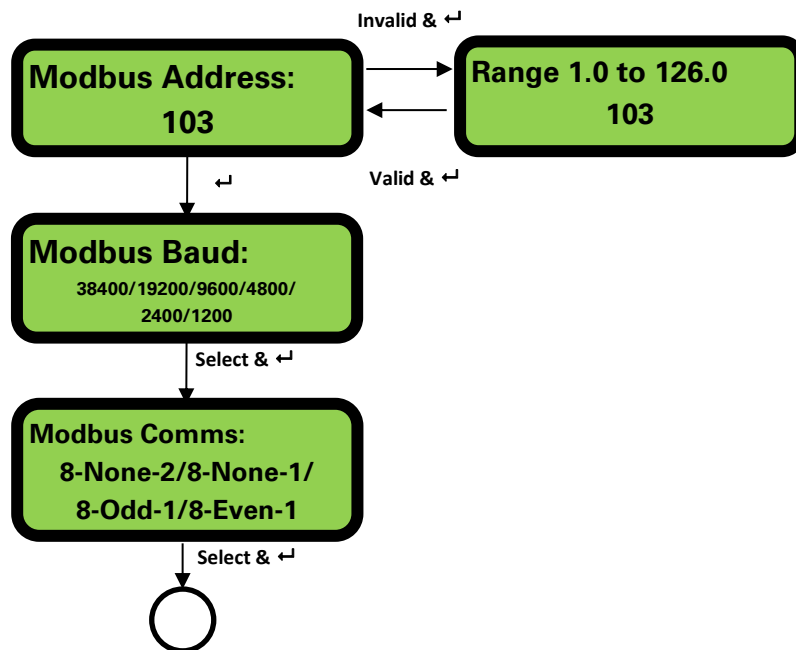 Invalid & ↵
Modbus Address:
103
Range 1.0 to 126.0
103
↵
Valid & ↵
Modbus Baud:
38400/19200/9600/4800/
2400/1200
Select & ↵
Modbus Comms:
8-None-2/8-None-1/
8-Odd-1/8-Even-1
Select & ↵